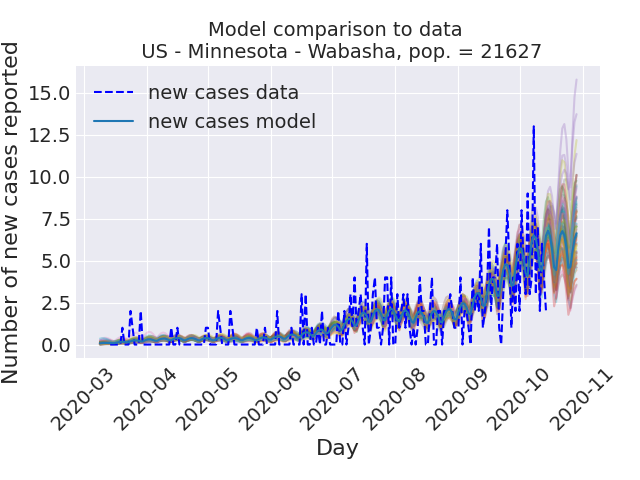 Model comparison to data
US - Minnesota - Wabasha, pop. = 21627
Number of new cases reported
15.0
12.5
10.0
7.5
5.0
2.5
0.0
new cases data
new cases model
2020-03
2020-04
2020-05
2020-06
2020-07
2020-08
2020-09
2020-10
2020-11
Day